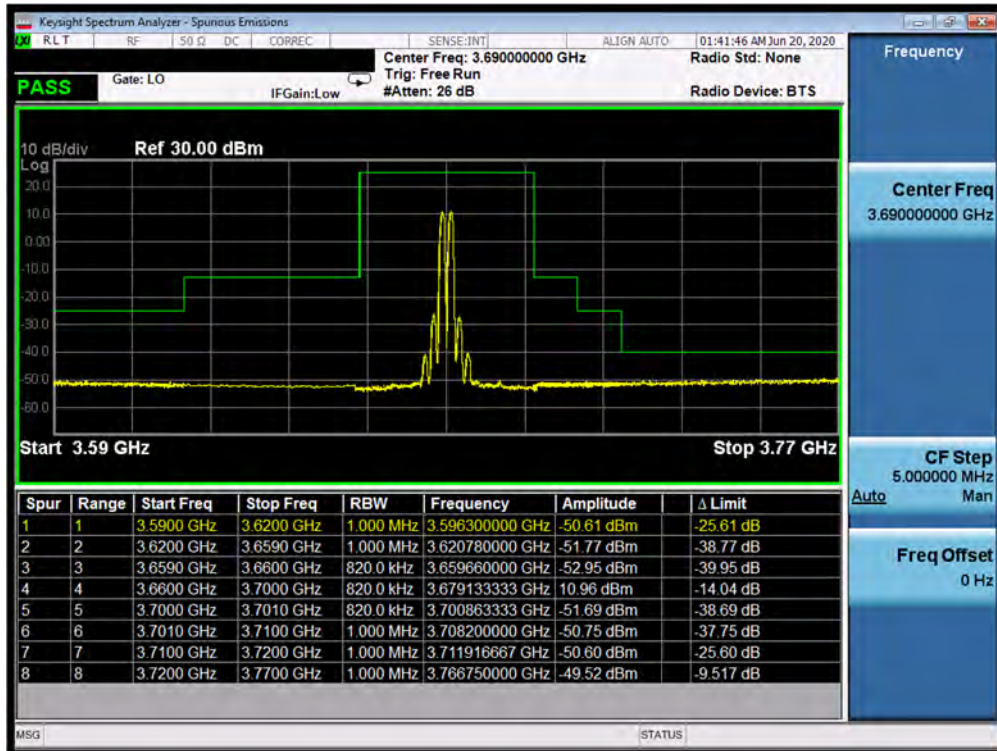 Keysight Spectrum Analyzer - Spurious Emissions
LXI RLT RF 50 Ω DC CORREC SENSE:INT ALIGN AUTO 01:41:46 AM Jun 20, 2020
Center Freq: 3.690000000 GHz Radio Std: None
PASS Gate: LO Trig: Free Run
IFGain:Low #Atten: 26 dB Radio Device: BTS
10 dB/div Ref 30.00 dBm
Log
20.0
10.0
0.00
-10.0
-20.0
-30.0
-40.0
-50.0
-60.0
Start 3.59 GHz Stop 3.77 GHz
Spur Range Start Freq Stop Freq RBW Frequency Amplitude Δ Limit
1 1 3.5900 GHz 3.6200 GHz 1.000 MHz 3.596300000 GHz -50.61 dBm -25.61 dB
2 2 3.6200 GHz 3.6590 GHz 1.000 MHz 3.620780000 GHz -51.77 dBm -38.77 dB
3 3 3.6590 GHz 3.6600 GHz 820.0 kHz 3.659660000 GHz -52.95 dBm -39.95 dB
4 4 3.6600 GHz 3.7000 GHz 820.0 kHz 3.679133333 GHz 10.96 dBm -14.04 dB
5 5 3.7000 GHz 3.7010 GHz 820.0 kHz 3.700863333 GHz -51.69 dBm -38.69 dB
6 6 3.7010 GHz 3.7100 GHz 1.000 MHz 3.708200000 GHz -50.75 dBm -37.75 dB
7 7 3.7100 GHz 3.7200 GHz 1.000 MHz 3.711916667 GHz -50.60 dBm -25.60 dB
8 8 3.7200 GHz 3.7700 GHz 1.000 MHz 3.766750000 GHz -49.52 dBm -9.517 dB
MSG STATUS
Frequency
Center Freq
3.690000000 GHz
CF Step
5.000000 MHz
Auto Man
Freq Offset
0 Hz